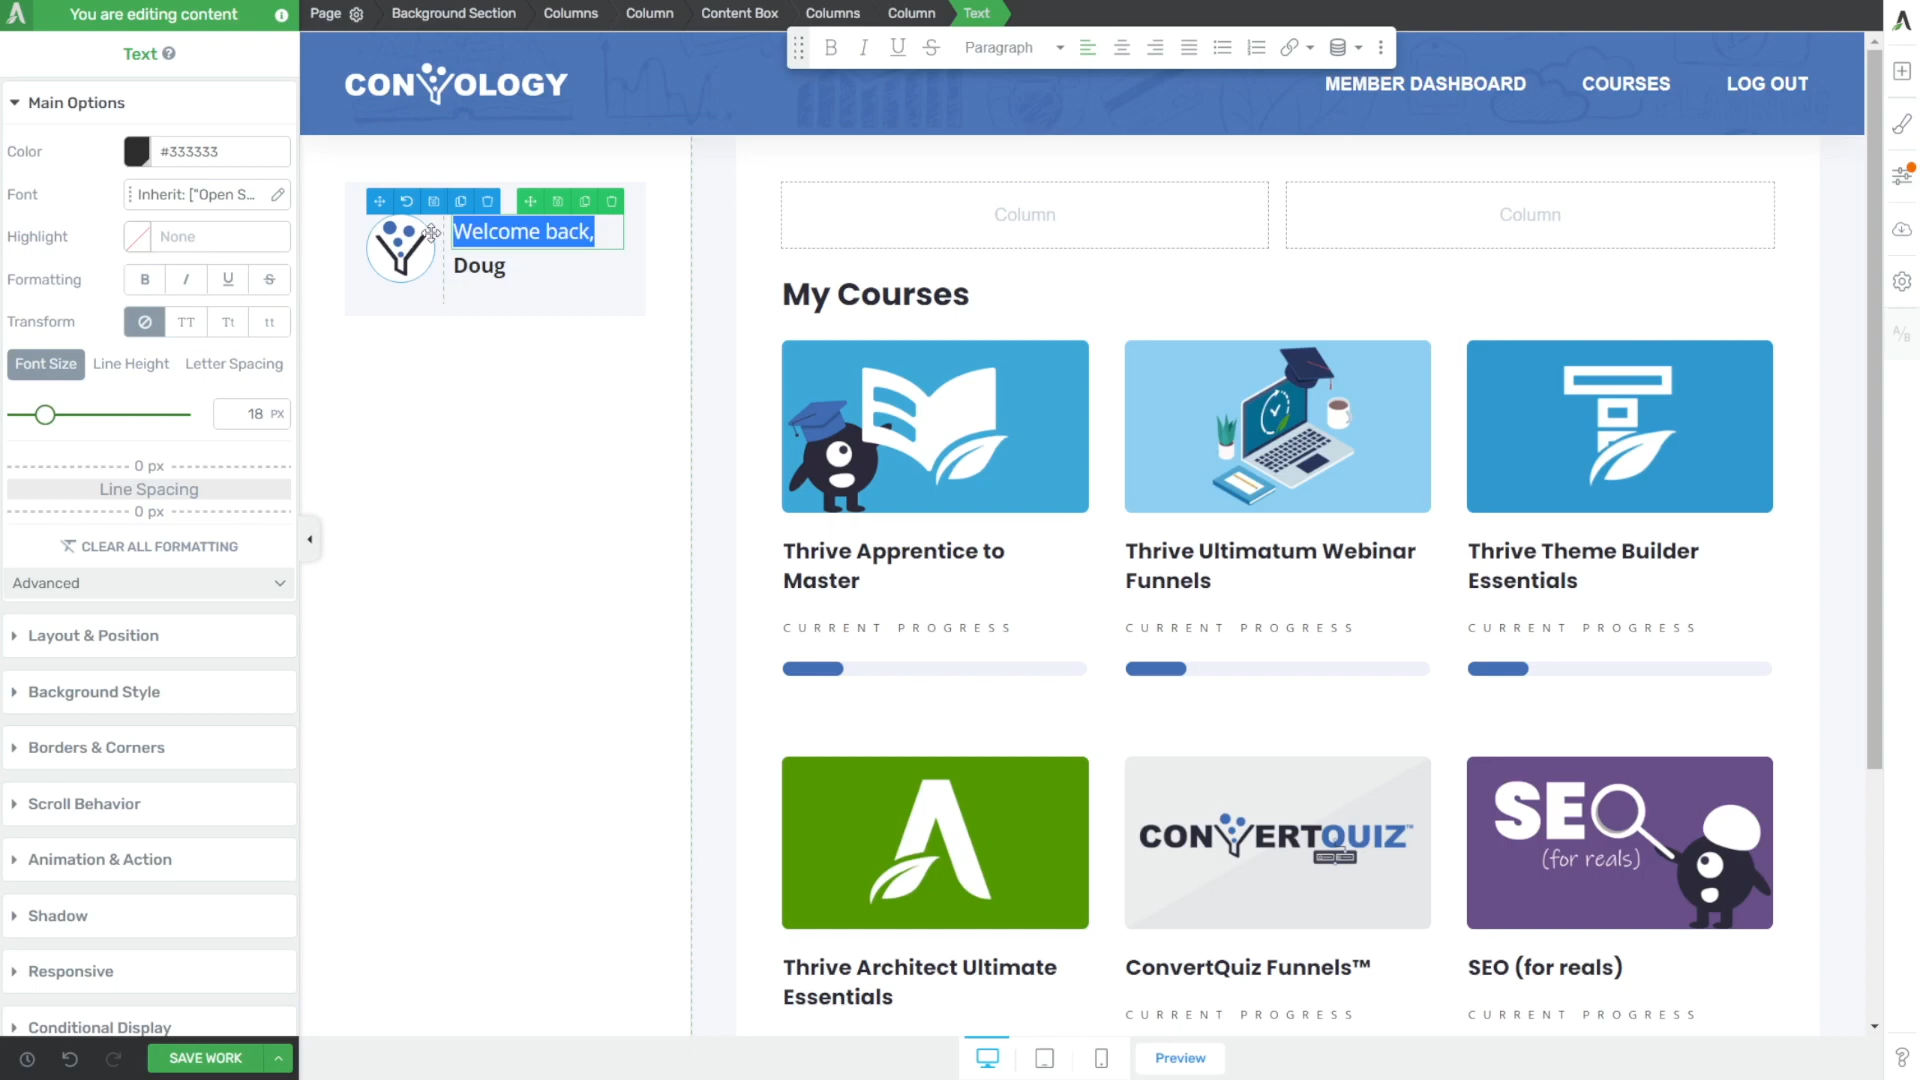 You are editing content
Page
Background Section
Columns
Column
Content Box
Columns
Column
Text
Text
Paragraph
CONVOLOGY
MEMBER DASHBOARD
COURSES
LOG OUT
Main Options
Color
#333333
Font
Inherit: ["Open S...
Highlight
None
Formatting
B I U S
Transform
TT Tt tt
Font Size
Line Height
Letter Spacing
18 PX
0 px
Line Spacing
0 px
CLEAR ALL FORMATTING
Advanced
Layout & Position
Background Style
Borders & Corners
Scroll Behavior
Animation & Action
Shadow
Responsive
Conditional Display
SAVE WORK
Welcome back,
Doug
Column
Column
My Courses
Thrive Apprentice to
Master
CURRENT PROGRESS
Thrive Ultimatum Webinar
Funnels
CURRENT PROGRESS
Thrive Theme Builder
Essentials
CURRENT PROGRESS
CONVERTQUIZ™
SEO
(for reals)
Thrive Architect Ultimate
Essentials
ConvertQuiz Funnels™
CURRENT PROGRESS
SEO (for reals)
CURRENT PROGRESS
Preview
A/B